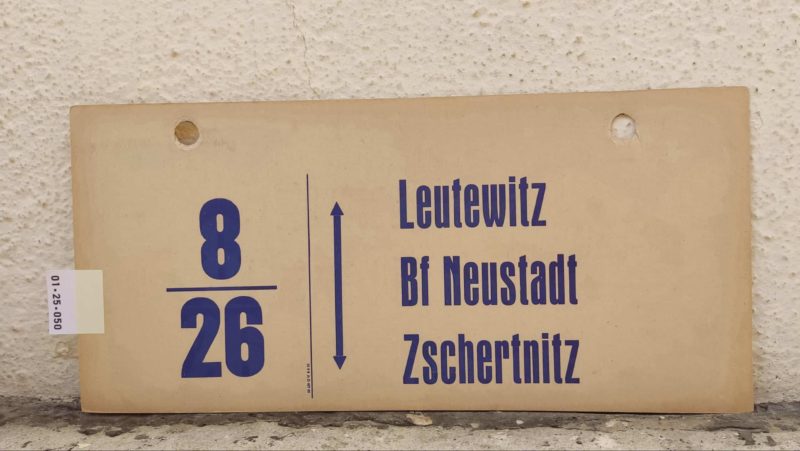 8
26
Leutewitz
Bf Neustadt
Zschertnitz
01-25-050